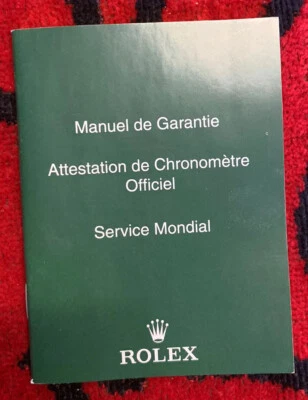 Manuel de Garantie
Attestation de Chronomètre
Officiel
Service Mondial
ROLEX